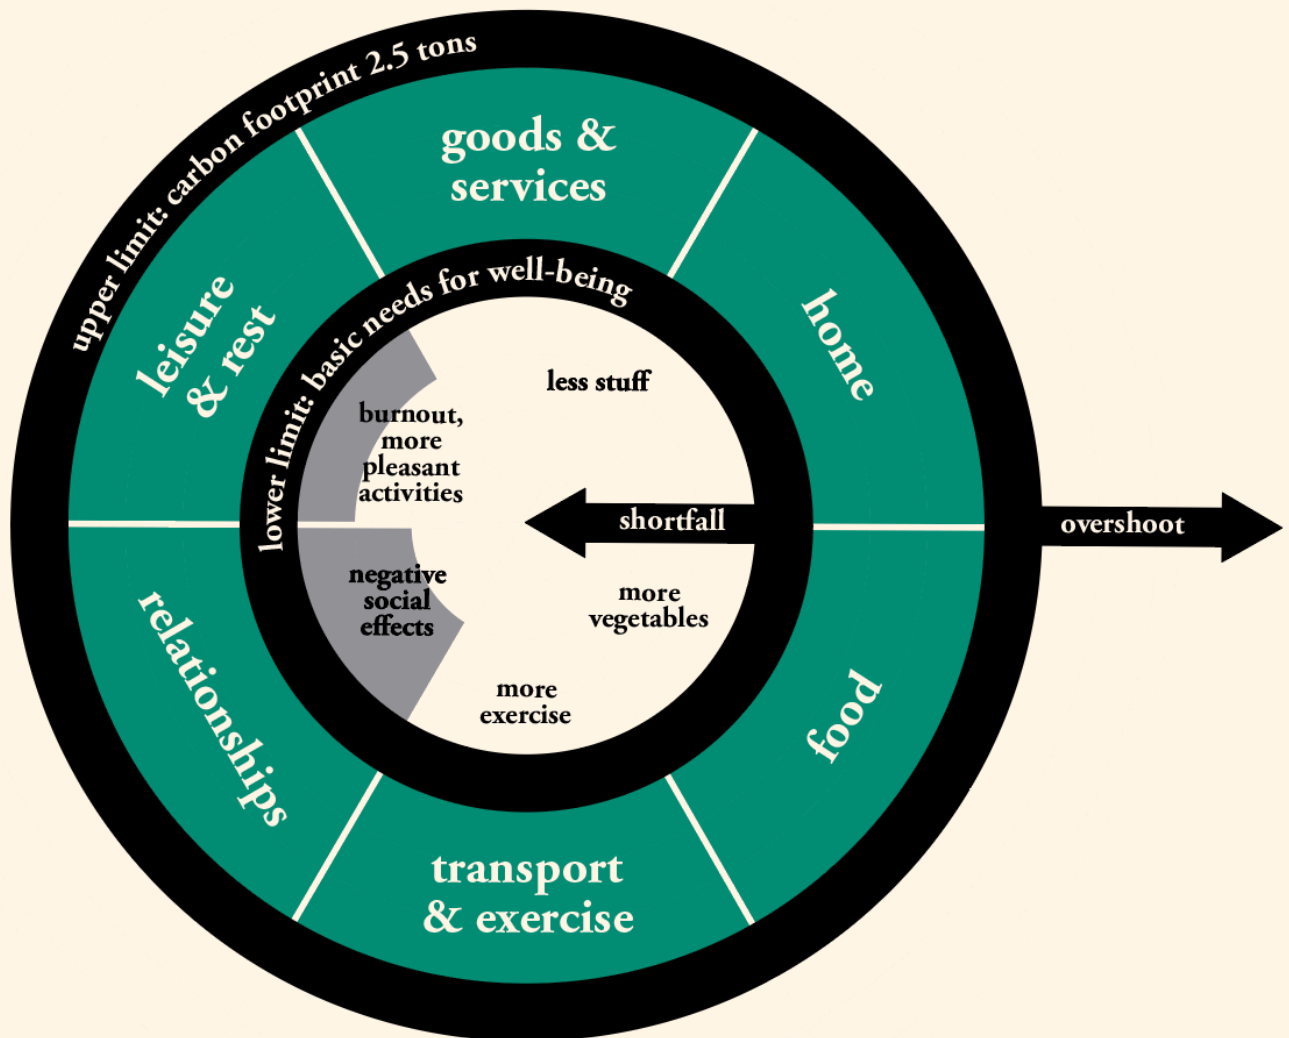 upper limit: carbon footprint 2.5 tons
goods &
services
leisure
& rest
home
lower limit: basic needs for well-being
less stuff
burnout,
more
pleasant
activities
shortfall
overshoot
negative
social
effects
more
vegetables
more
exercise
relationships
food
transport
& exercise